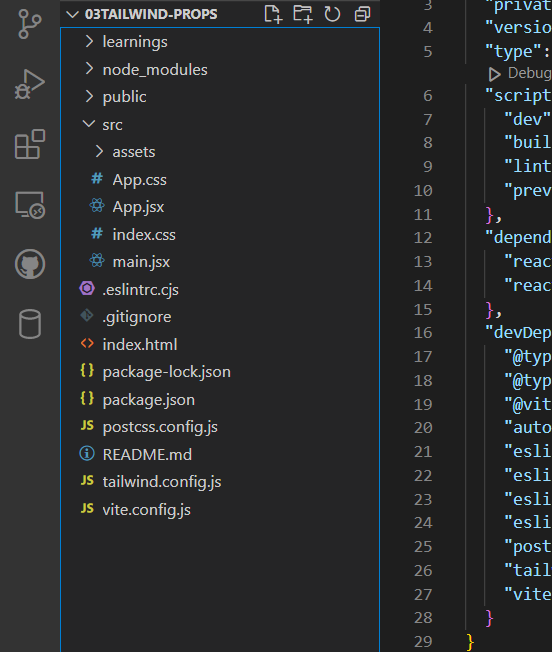 03TAILWIND-PROPS
learnings
node_modules
public
src
assets
# App.css
App.jsx
# index.css
main.jsx
.eslintrc.cjs
.gitignore
<> index.html
{} package-lock.json
{} package.json
JS postcss.config.js
README.md
JS tailwind.config.js
JS vite.config.js
3 "privat
4 "versio
5 "type":
Debug
6 "script
7 "dev"
8 "buil
9 "lint
10 "prev
11 },
12 "depend
13 "reac
14 "reac
15 },
16 "devDep
17 "@typ
18 "@typ
19 "@vit
20 "auto
21 "esli
22 "esli
23 "esli
24 "esli
25 "post
26 "tail
27 "vite
28 }
29 }